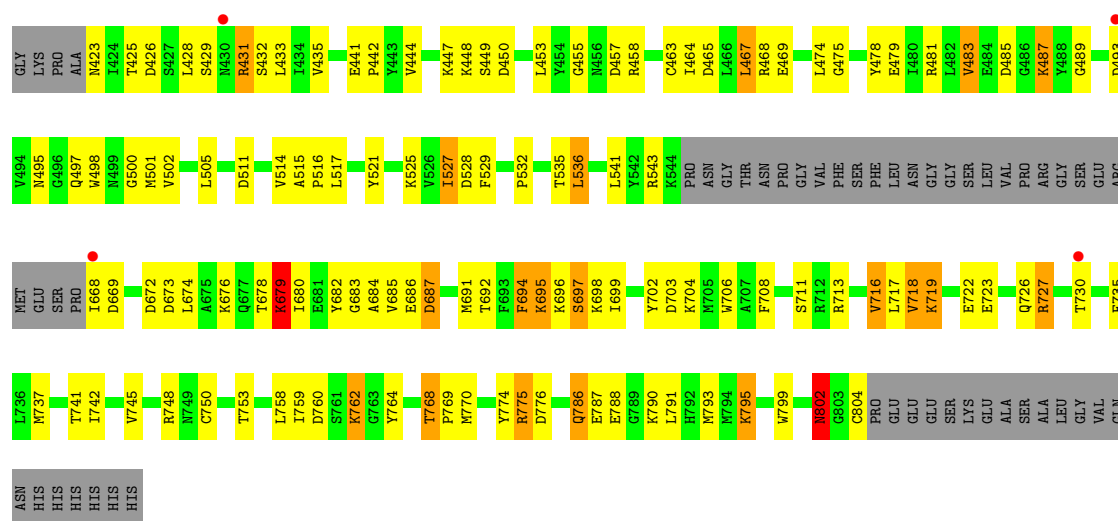 GLY LYS PRO ALA N423 I424 T425 D426 S427 L428 S429 N430 R431 S432 L433 I434 V435 E441 P442 Y443 V444 K447 K448 S449 D450 L453 Y454 G455 N456 D457 R458 C463 I464 D465 L466 L467 R468 E469 L474 G475 Y478 E479 I480 R481 L482 V483 E484 D485 G486 K487 Y488 G489 D493
V494 N495 G496 Q497 W498 N499 G500 M501 V502 L505 D511 V514 A515 P516 L517 Y521 K525 V526 I527 D528 F529 P532 T535 L536 L541 Y542 R543 K544 PRO ASN GLY THR ASN PRO GLY VAL PHE SER PHE LEU ASN GLY GLY SER LEU VAL PRO ARG GLY SER GLU ARG
MET GLU SER PRO I668 D669 D672 D673 L674 A675 K676 Q677 T678 K679 I680 E681 Y682 G683 A684 V685 E686 D687 M691 T692 F693 F694 K695 K696 S697 K698 I699 Y702 D703 K704 M705 W706 A707 F708 S711 R712 R713 V716 L717 V718 K719 E722 E723 Q726 R727 T730
L736 M737 T741 I742 V745 R748 N749 C750 T753 L758 I759 D760 S761 K762 G763 Y764 T768 P769 M770 Y774 R775 D776 Q786 E787 E788 G789 K790 L791 H792 M793 M794 K795 W799 N802 G803 C804 PRO GLU GLU GLU SER LYS GLU ALA SER ALA LEU GLY VAL GLN
ASN HIS HIS HIS HIS HIS HIS